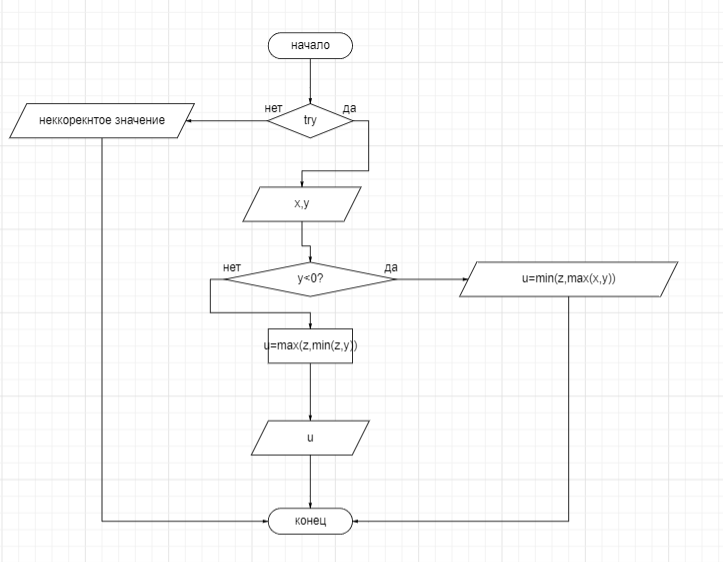 начало
нет
да
неккорекнтое значение
try
x,y
нет
да
y<0?
u=min(z,max(x,y))
u=max(z,min(z,y))
u
конец